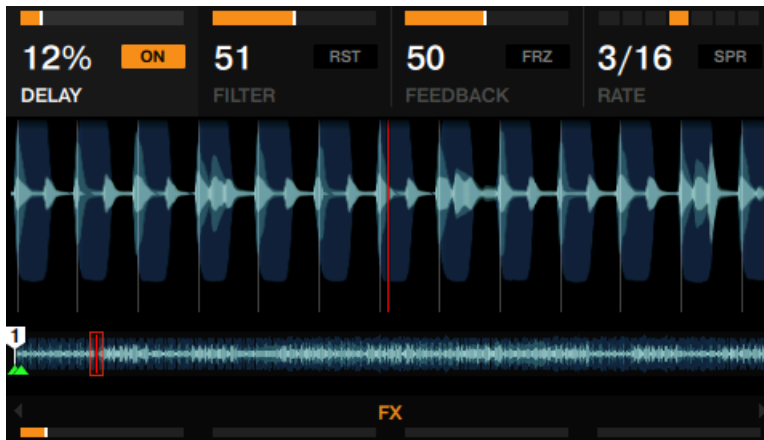 12% ON 51 RST 50 FRZ 3/16 SPR
DELAY FILTER FEEDBACK RATE
1
FX